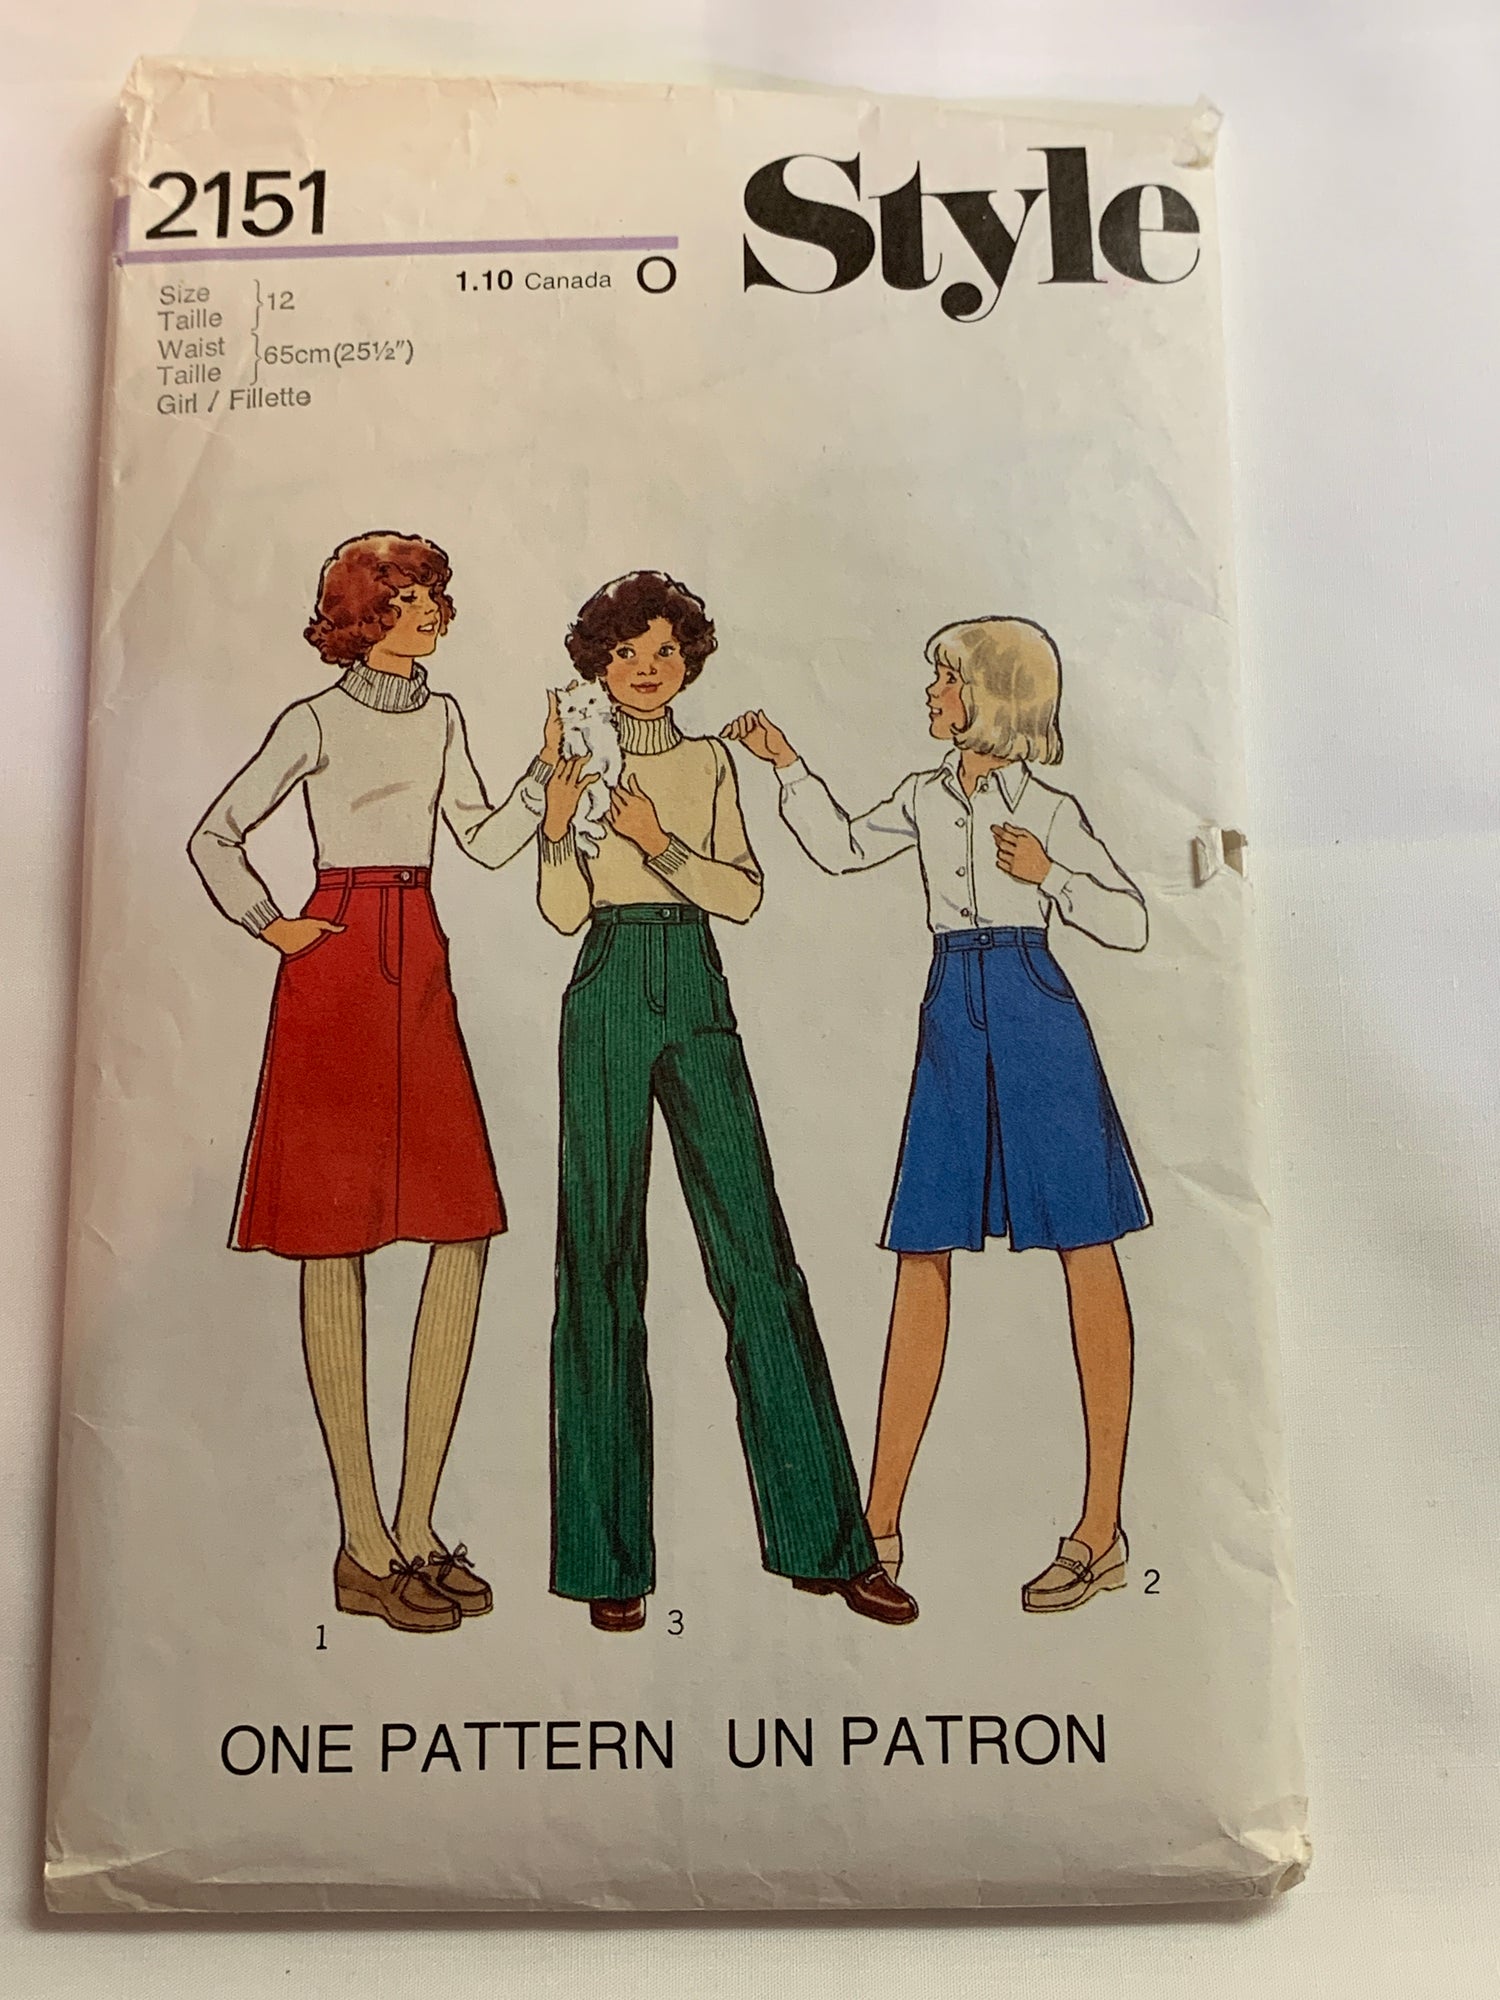 2151
Style
1.10 Canada O
Size
Taille }12
Waist
Taille }65cm(25½")
Girl / Fillette
1
3
2
ONE PATTERN UN PATRON